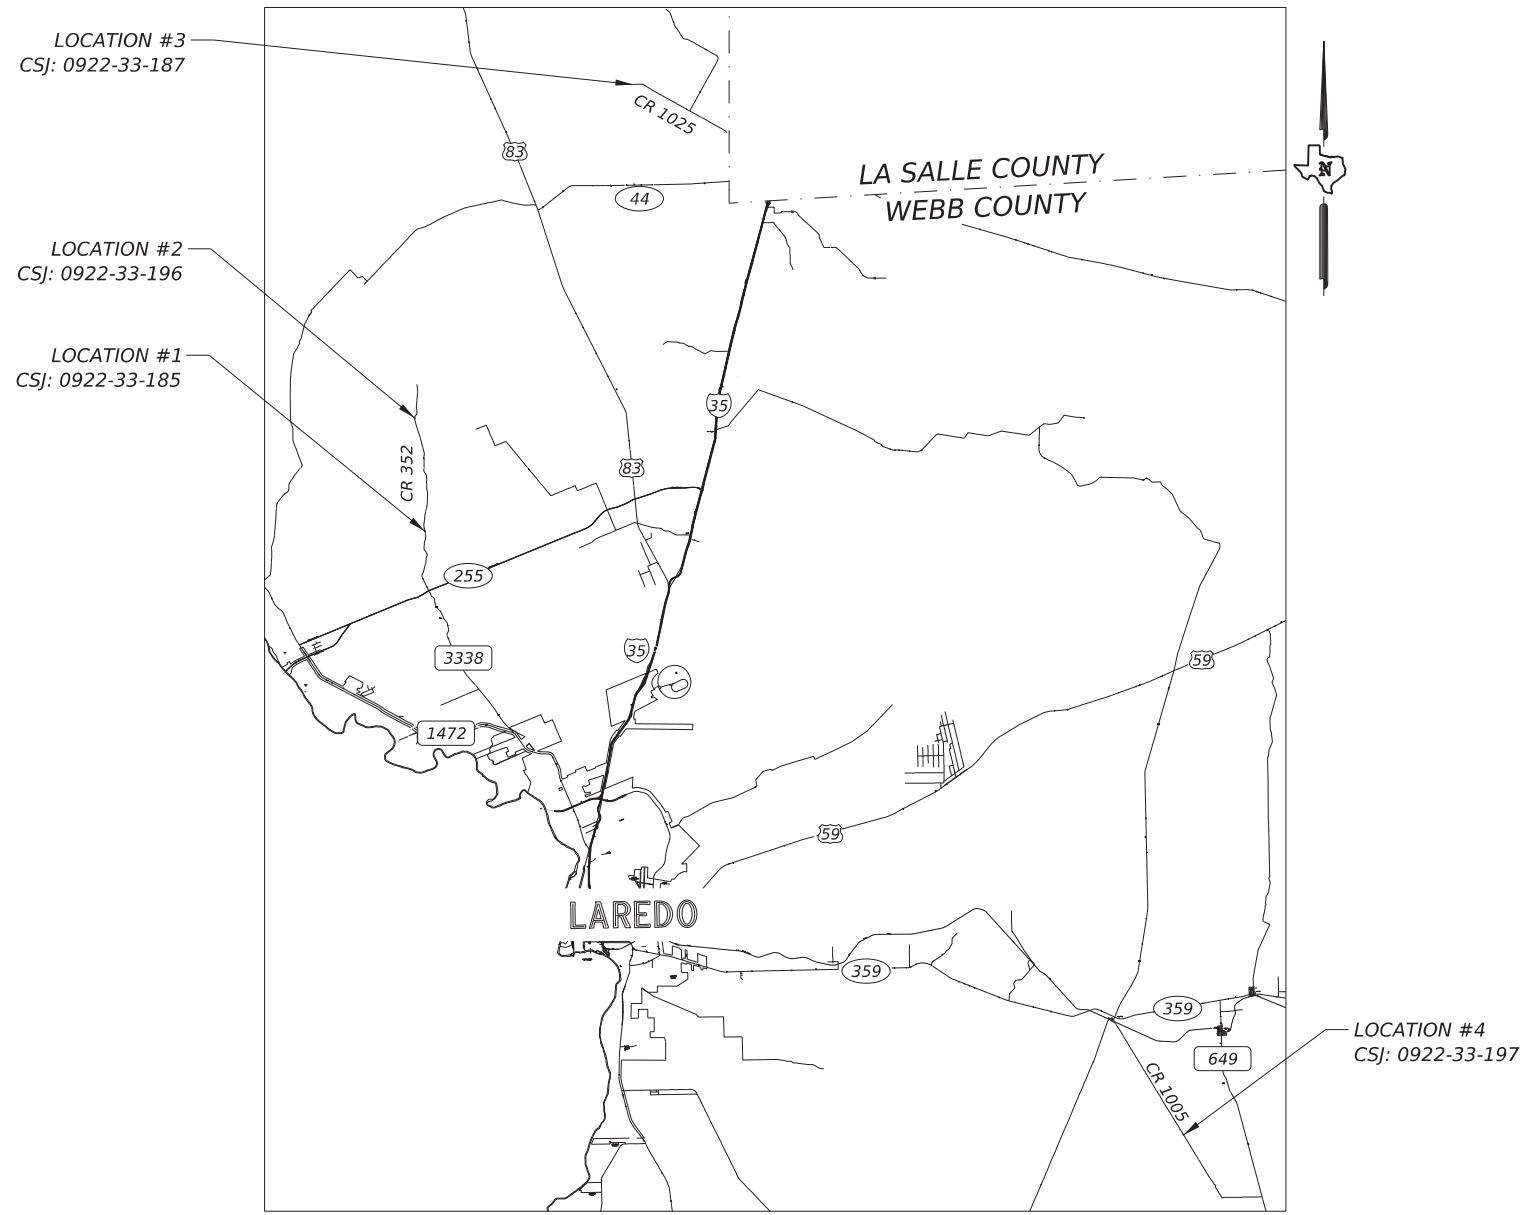 LOCATION #3
CSJ: 0922-33-187
CR 1025
83
LA SALLE COUNTY
N
44
WEBB COUNTY
LOCATION #2
CSJ: 0922-33-196
LOCATION #1
CSJ: 0922-33-185
35
CR 352
83
255
35
3338
59
1472
59
LAREDO
359
359
LOCATION #4
CSJ: 0922-33-197
649
CR 1005